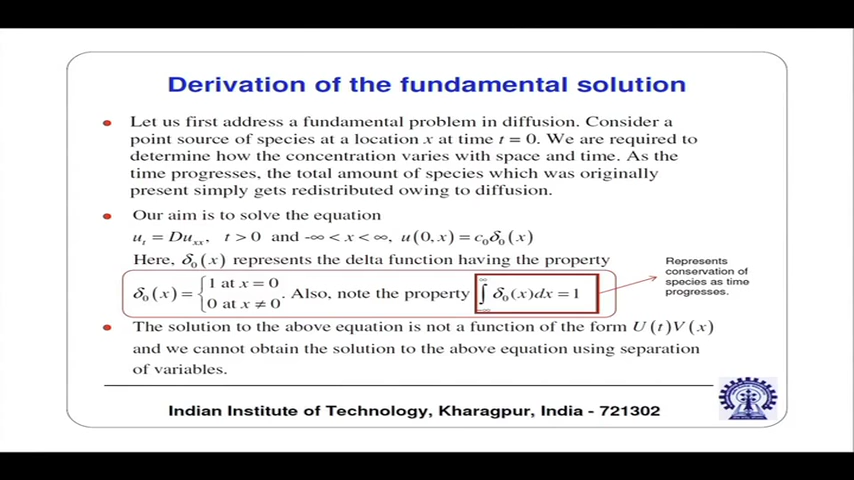 Derivation of the fundamental solution
Let us first address a fundamental problem in diffusion. Consider a
point source of species at a location x at time t = 0. We are required to
determine how the concentration varies with space and time. As the
time progresses, the total amount of species which was originally
present simply gets redistributed owing to diffusion.
Our aim is to solve the equation
u_t = Du_xx, t > 0 and -∞ < x < ∞, u(0, x) = c_0 δ_0(x)
Here, δ_0(x) represents the delta function having the property
δ_0(x) = { 1 at x = 0
0 at x ≠ 0 . Also, note the property ∫_{-∞}^{∞} δ_0(x)dx = 1
Represents
conservation of
species as time
progresses.
The solution to the above equation is not a function of the form U(t)V(x)
and we cannot obtain the solution to the above equation using separation
of variables.
Indian Institute of Technology, Kharagpur, India - 721302